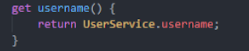 get username() {
return UserService.username;
}